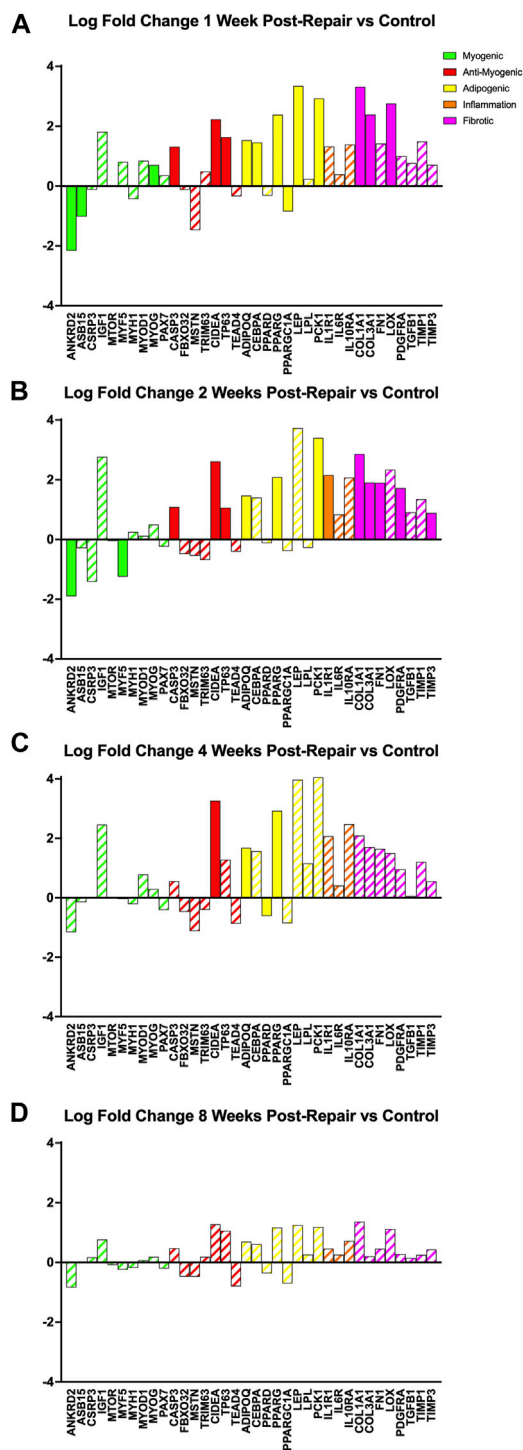 A
Log Fold Change 1 Week Post-Repair vs Control
Myogenic
Anti-Myogenic
Adipogenic
Inflammation
Fibrotic
4
2
0
-2
-4
ANKRD2
ASB15
CSRP3
IGF1
MTOR
MYF5
MYH1
MYOD1
MYOG
PAX7
CASP3
FBXO32
MSTN
TRIM63
CIDEA
TP63
TEAD4
ADIPOQ
CEBPA
PPARD
PPARG
PPARGC1A
LEP
LPL
PCK1
IL1R1
IL6R
IL10RA
COL1A1
COL3A1
FN1
LOX
PDGFRA
TGFB1
TIMP1
TIMP3
B
Log Fold Change 2 Weeks Post-Repair vs Control
4
2
0
-2
-4
ANKRD2
ASB15
CSRP3
IGF1
MTOR
MYF5
MYH1
MYOD1
MYOG
PAX7
CASP3
FBXO32
MSTN
TRIM63
CIDEA
TP63
TEAD4
ADIPOQ
CEBPA
PPARD
PPARG
PPARGC1A
LEP
LPL
PCK1
IL1R1
IL6R
IL10RA
COL1A1
COL3A1
FN1
LOX
PDGFRA
TGFB1
TIMP1
TIMP3
C
Log Fold Change 4 Weeks Post-Repair vs Control
4
2
0
-2
-4
ANKRD2
ASB15
CSRP3
IGF1
MTOR
MYF5
MYH1
MYOD1
MYOG
PAX7
CASP3
FBXO32
MSTN
TRIM63
CIDEA
TP63
TEAD4
ADIPOQ
CEBPA
PPARD
PPARG
PPARGC1A
LEP
LPL
PCK1
IL1R1
IL6R
IL10RA
COL1A1
COL3A1
FN1
LOX
PDGFRA
TGFB1
TIMP1
TIMP3
D
Log Fold Change 8 Weeks Post-Repair vs Control
4
2
0
-2
-4
ANKRD2
ASB15
CSRP3
IGF1
MTOR
MYF5
MYH1
MYOD1
MYOG
PAX7
CASP3
FBXO32
MSTN
TRIM63
CIDEA
TP63
TEAD4
ADIPOQ
CEBPA
PPARD
PPARG
PPARGC1A
LEP
LPL
PCK1
IL1R1
IL6R
IL10RA
COL1A1
COL3A1
FN1
LOX
PDGFRA
TGFB1
TIMP1
TIMP3